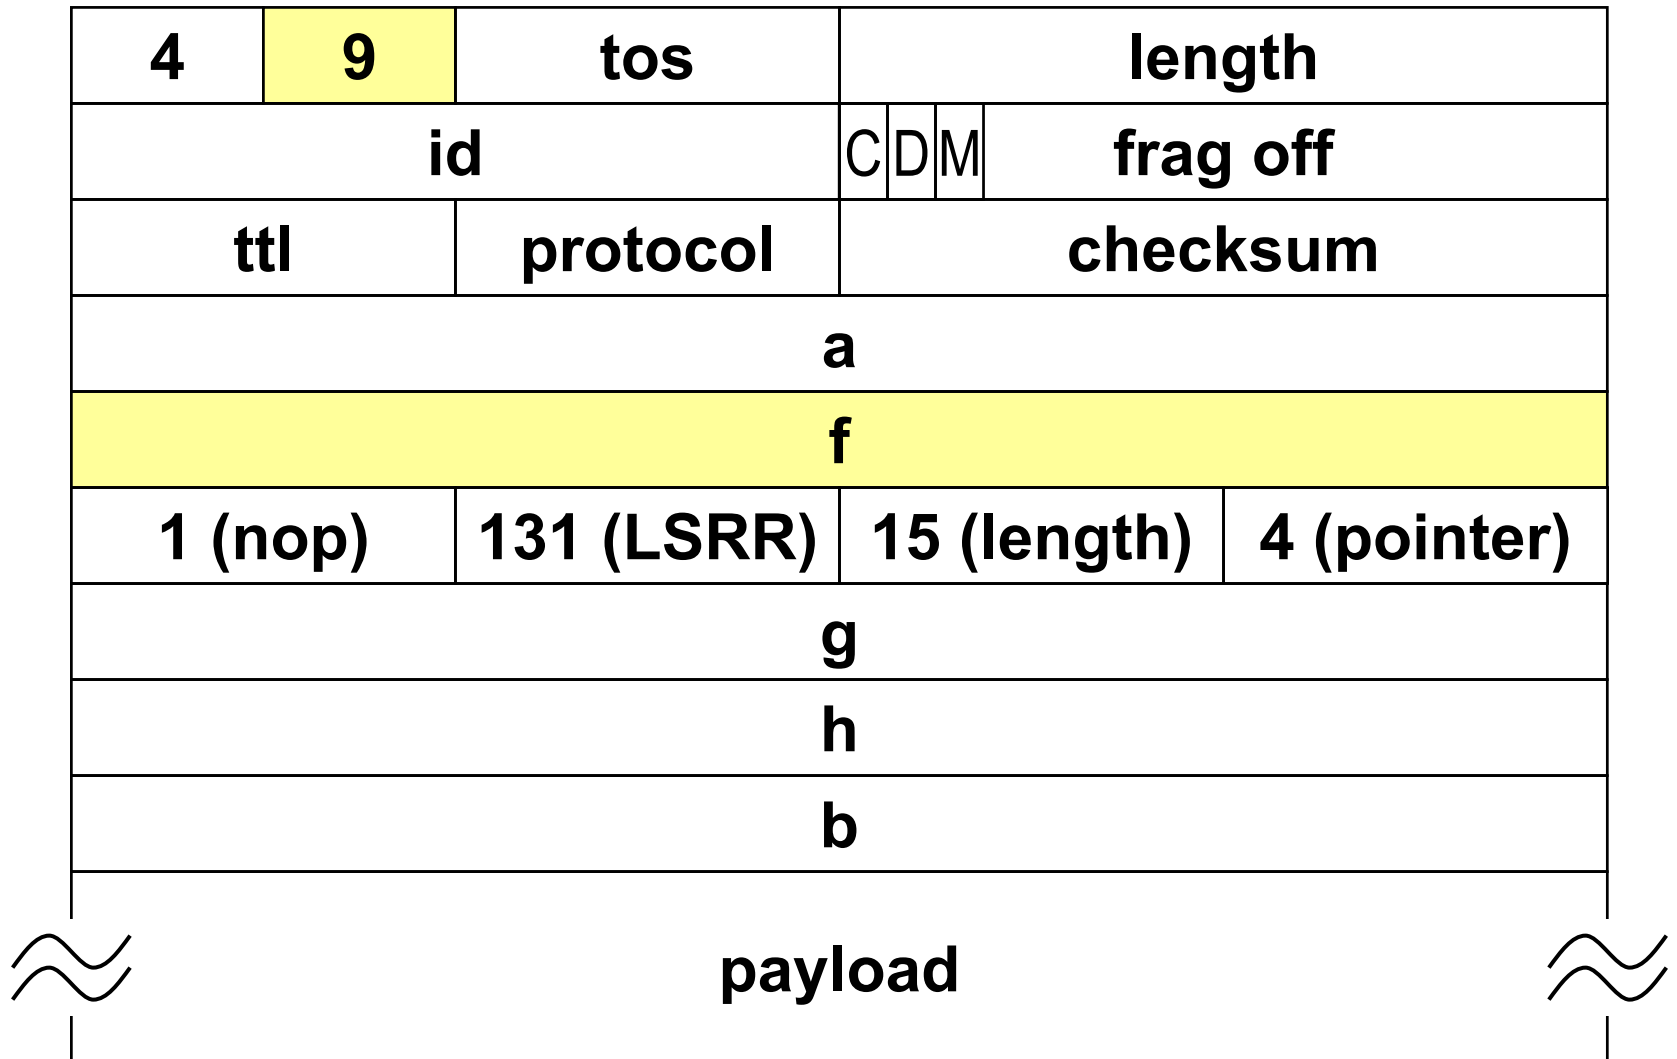 4 9 tos length
id C D M frag off
ttl protocol checksum
a
f
1 (nop) 131 (LSRR) 15 (length) 4 (pointer)
g
h
b
payload